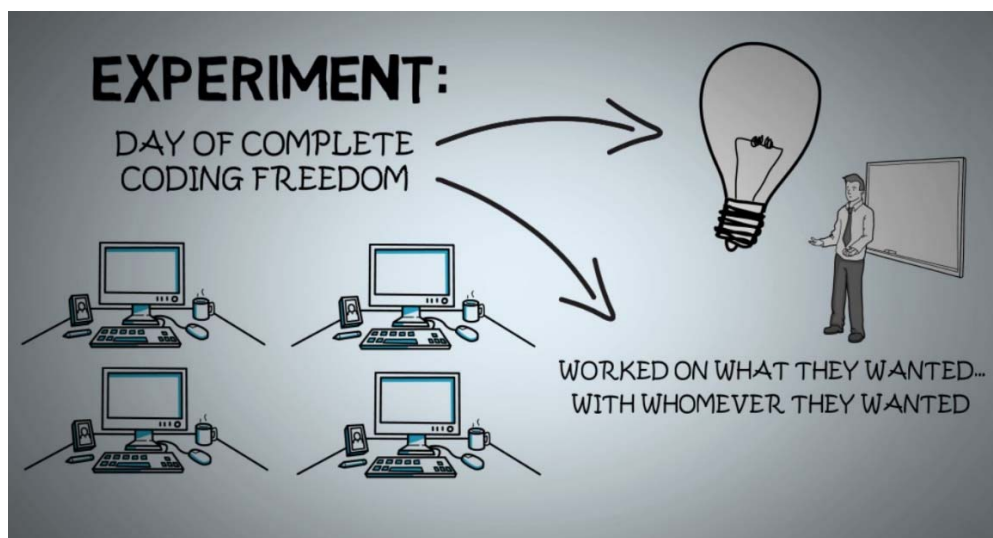 EXPERIMENT:
DAY OF COMPLETE
CODING FREEDOM
WORKED ON WHAT THEY WANTED...
WITH WHOMEVER THEY WANTED